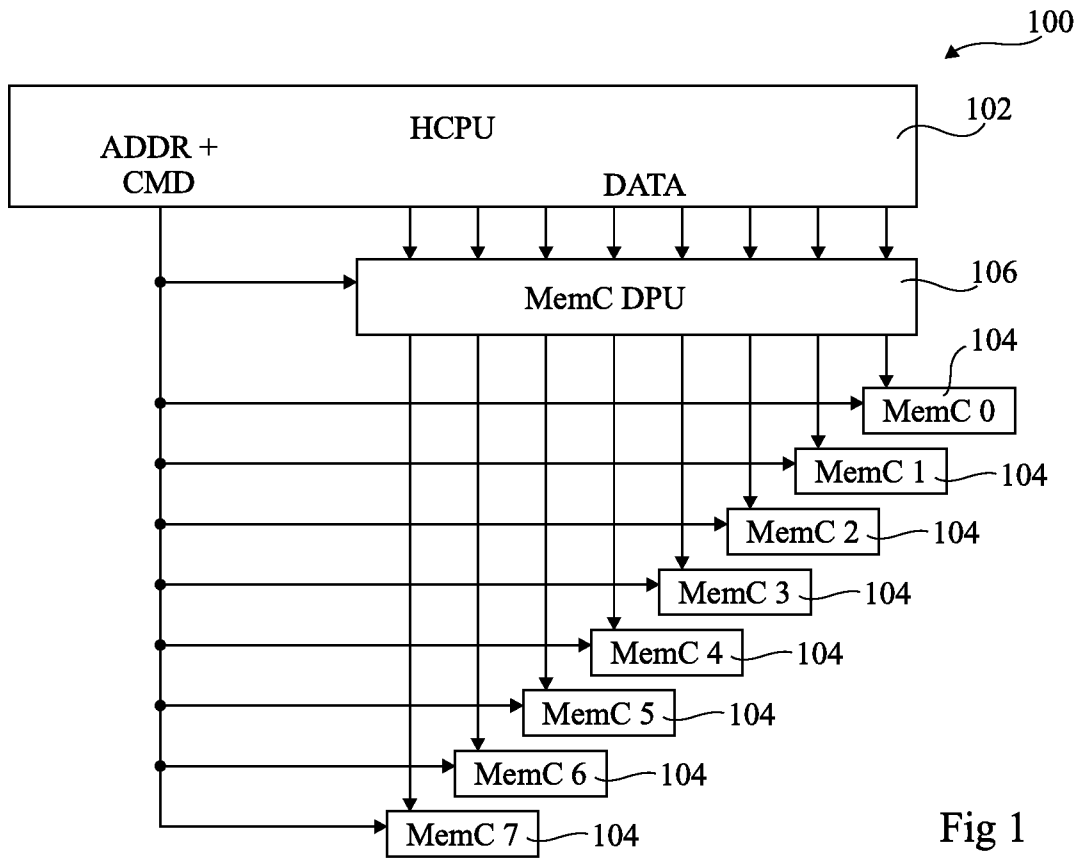 100
HCPU
102
ADDR +
CMD
DATA
106
MemC DPU
104
MemC 0
MemC 1
104
MemC 2
104
MemC 3
104
MemC 4
104
MemC 5
104
MemC 6
104
MemC 7
104
Fig 1